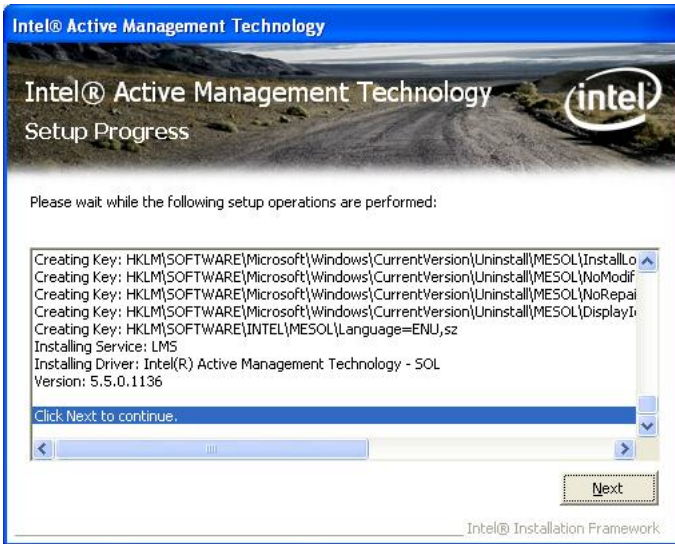 Intel® Active Management Technology
Intel® Active Management Technology
intel
Setup Progress
Please wait while the following setup operations are performed:
Creating Key: HKLM\SOFTWARE\Microsoft\Windows\CurrentVersion\Uninstall\MESOL\InstallLo
Creating Key: HKLM\SOFTWARE\Microsoft\Windows\CurrentVersion\Uninstall\MESOL\NoModif
Creating Key: HKLM\SOFTWARE\Microsoft\Windows\CurrentVersion\Uninstall\MESOL\NoRepai
Creating Key: HKLM\SOFTWARE\Microsoft\Windows\CurrentVersion\Uninstall\MESOL\DisplayI
Creating Key: HKLM\SOFTWARE\INTEL\MESOL\Language=ENU,sz
Installing Service: LMS
Installing Driver: Intel(R) Active Management Technology - SOL
Version: 5.5.0.1136
Click Next to continue.
Next
Intel® Installation Framework